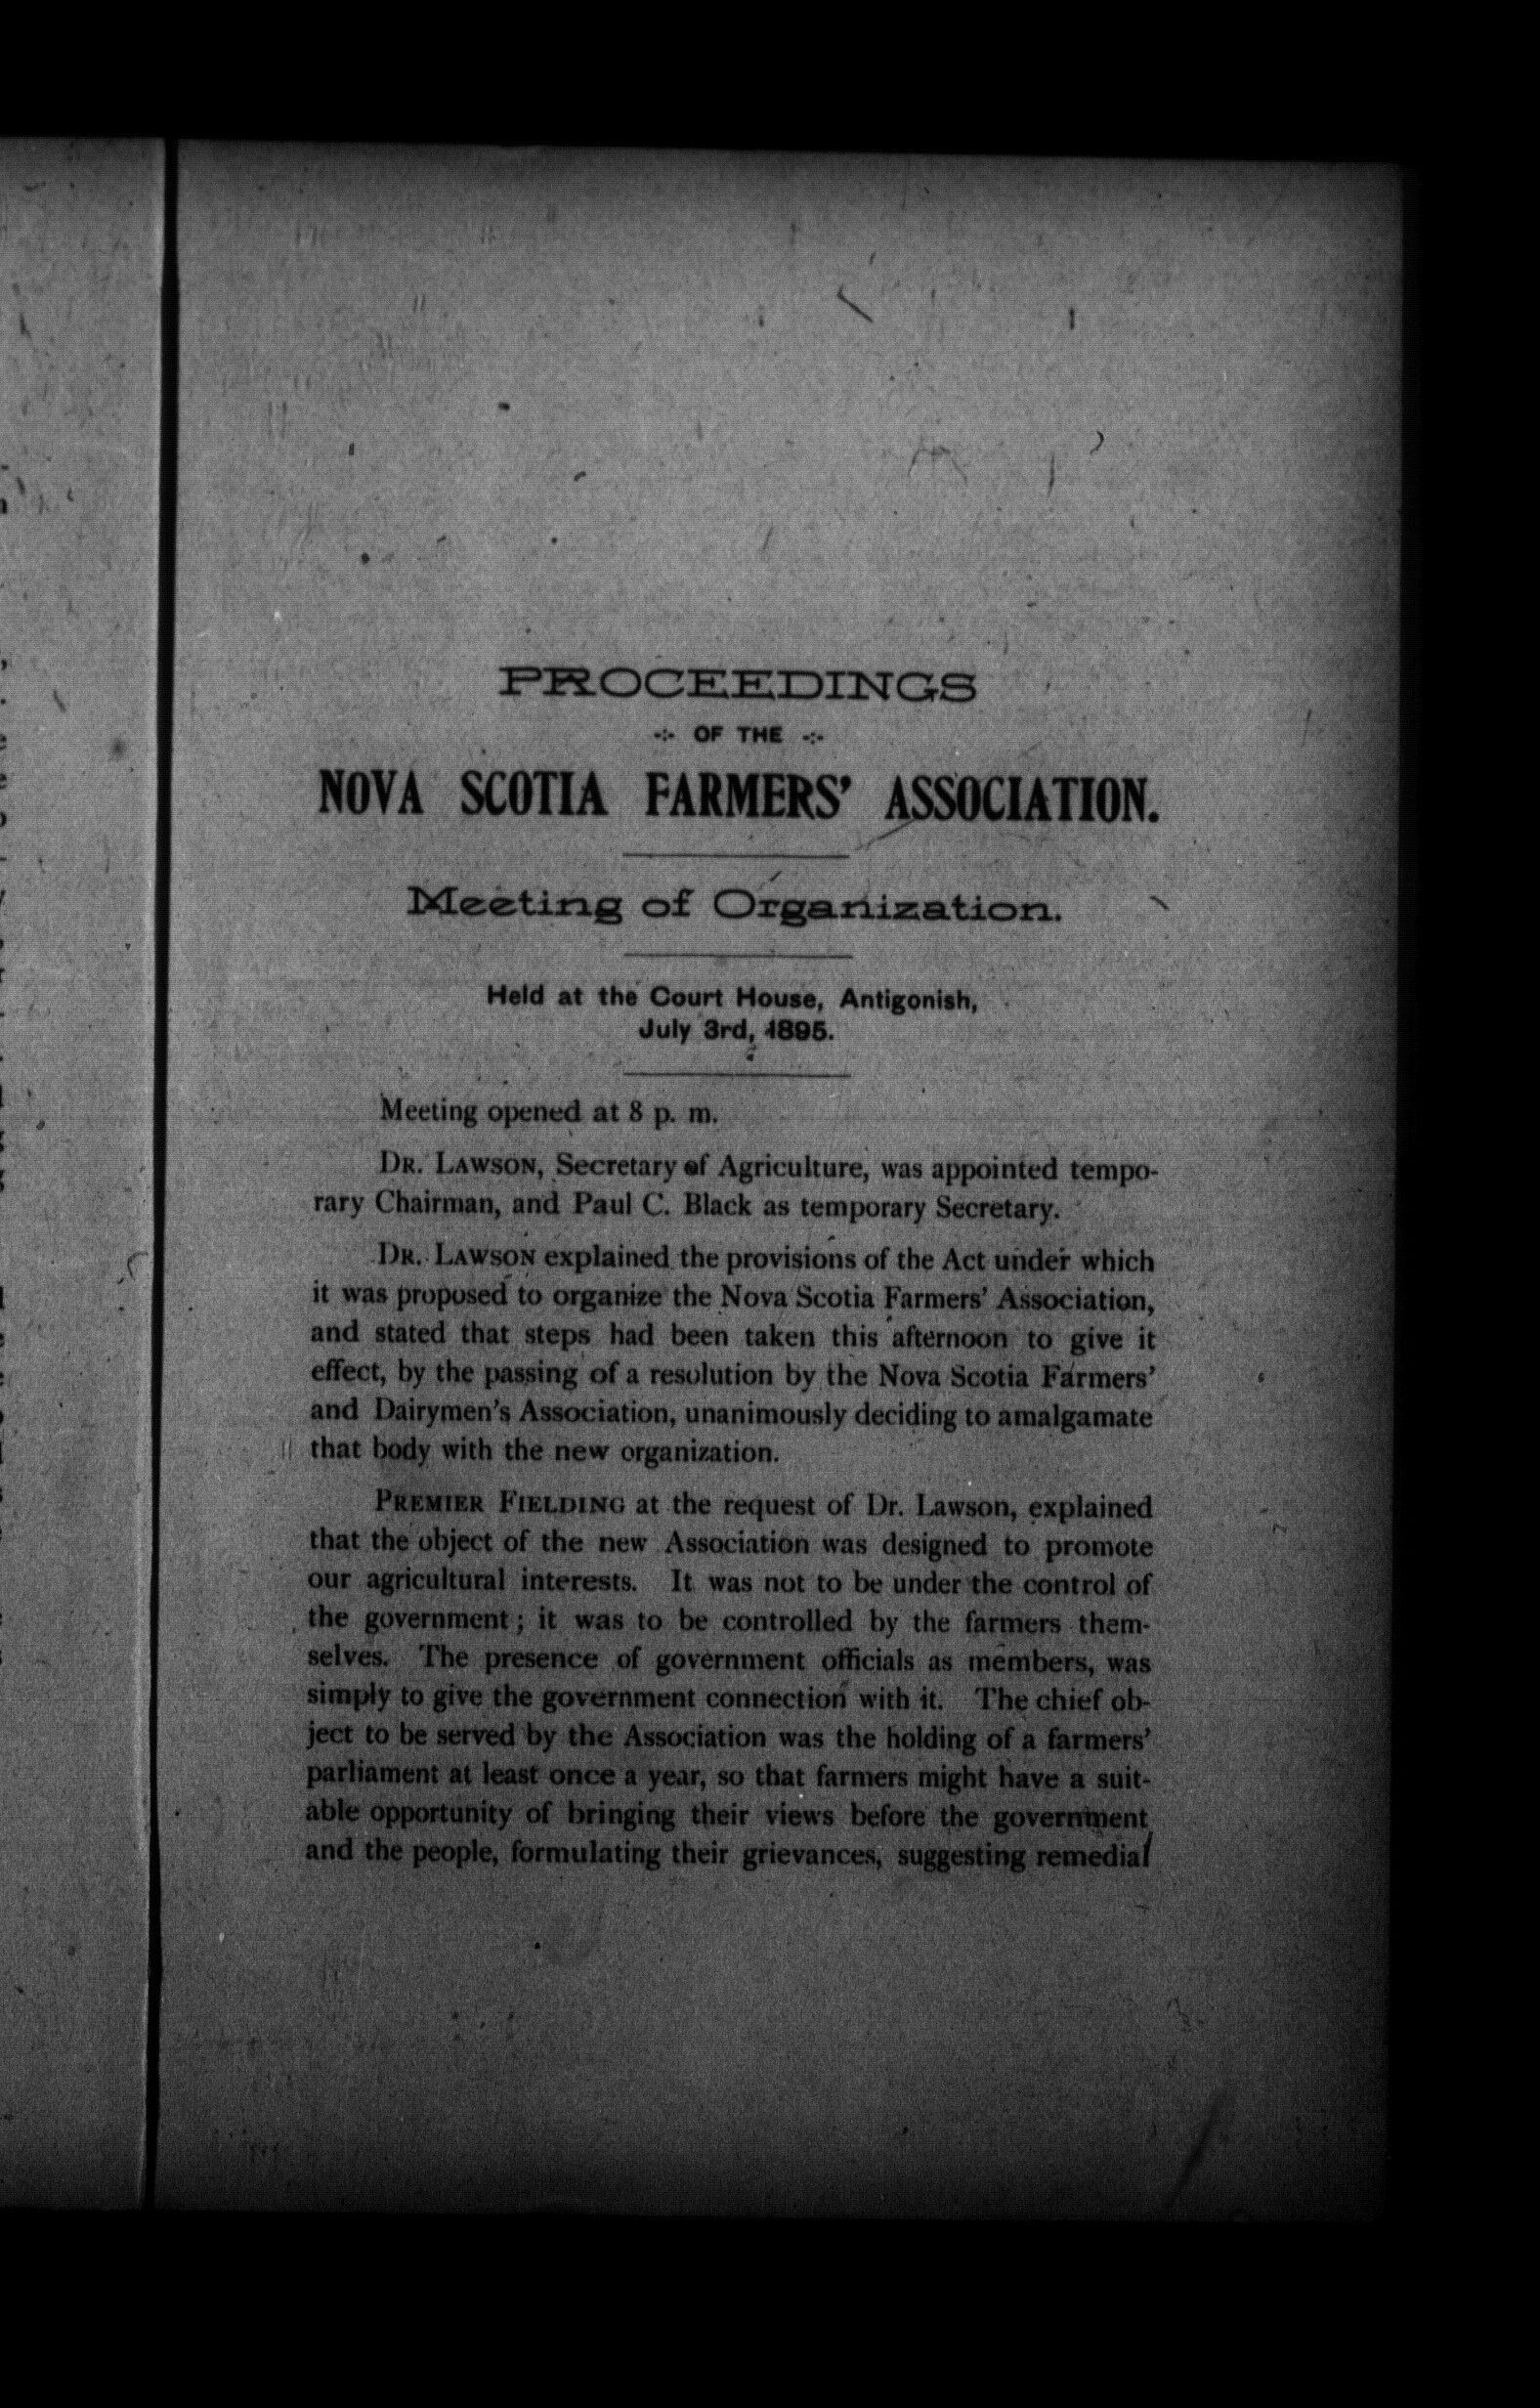 PROCEEDINGS
OF THE
NOVA SCOTIA FARMERS' ASSOCIATION.
Meeting of Organization.
Held at the Court House, Antigonish,
July 3rd, 1895.
Meeting opened at 8 p. m.
DR. LAWSON, Secretary of Agriculture, was appointed tempo-
rary Chairman, and Paul C. Black as temporary Secretary.
DR. LAWSON explained the provisions of the Act under which
it was proposed to organize the Nova Scotia Farmers' Association,
and stated that steps had been taken this afternoon to give it
effect, by the passing of a resolution by the Nova Scotia Farmers'
and Dairymen's Association, unanimously deciding to amalgamate
that body with the new organization.
PREMIER FIELDING at the request of Dr. Lawson, explained
that the object of the new Association was designed to promote
our agricultural interests. It was not to be under the control of
the government; it was to be controlled by the farmers them-
selves. The presence of government officials as members, was
simply to give the government connection with it. The chief ob-
ject to be served by the Association was the holding of a farmers'
parliament at least once a year, so that farmers might have a suit-
able opportunity of bringing their views before the government
and the people, formulating their grievances, suggesting remedial